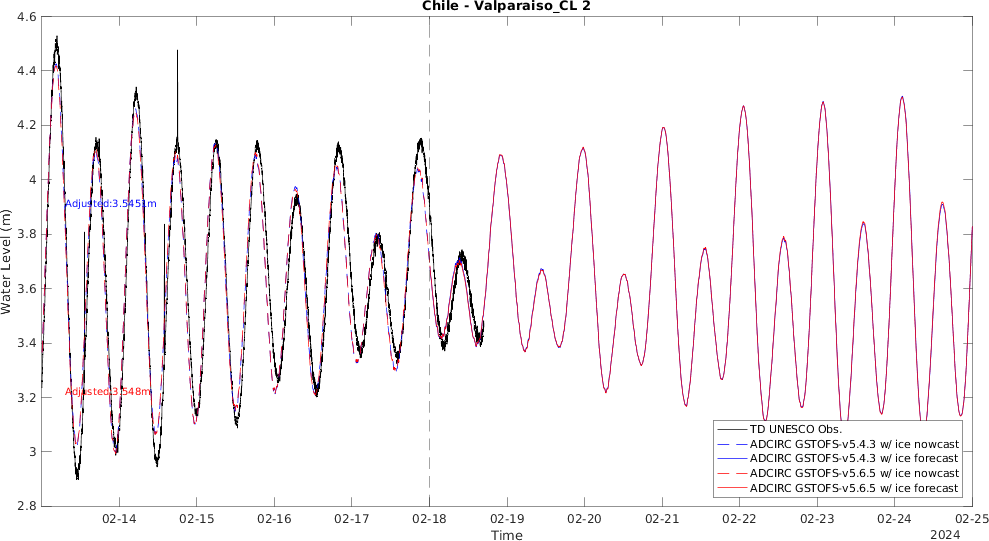 Chile - Valparaiso_CL 2
4.6
4.4
4.2
4
3.8
3.6
3.4
3.2
3
2.8
Water Level (m)
Adjusted:3.5451m
Adjusted:3.548m
TD UNESCO Obs.
ADCIRC GSTOFS-v5.4.3 w/ ice nowcast
ADCIRC GSTOFS-v5.4.3 w/ ice forecast
ADCIRC GSTOFS-v5.6.5 w/ ice nowcast
ADCIRC GSTOFS-v5.6.5 w/ ice forecast
02-14 02-15 02-16 02-17 02-18 02-19 02-20 02-21 02-22 02-23 02-24 02-25
Time
2024